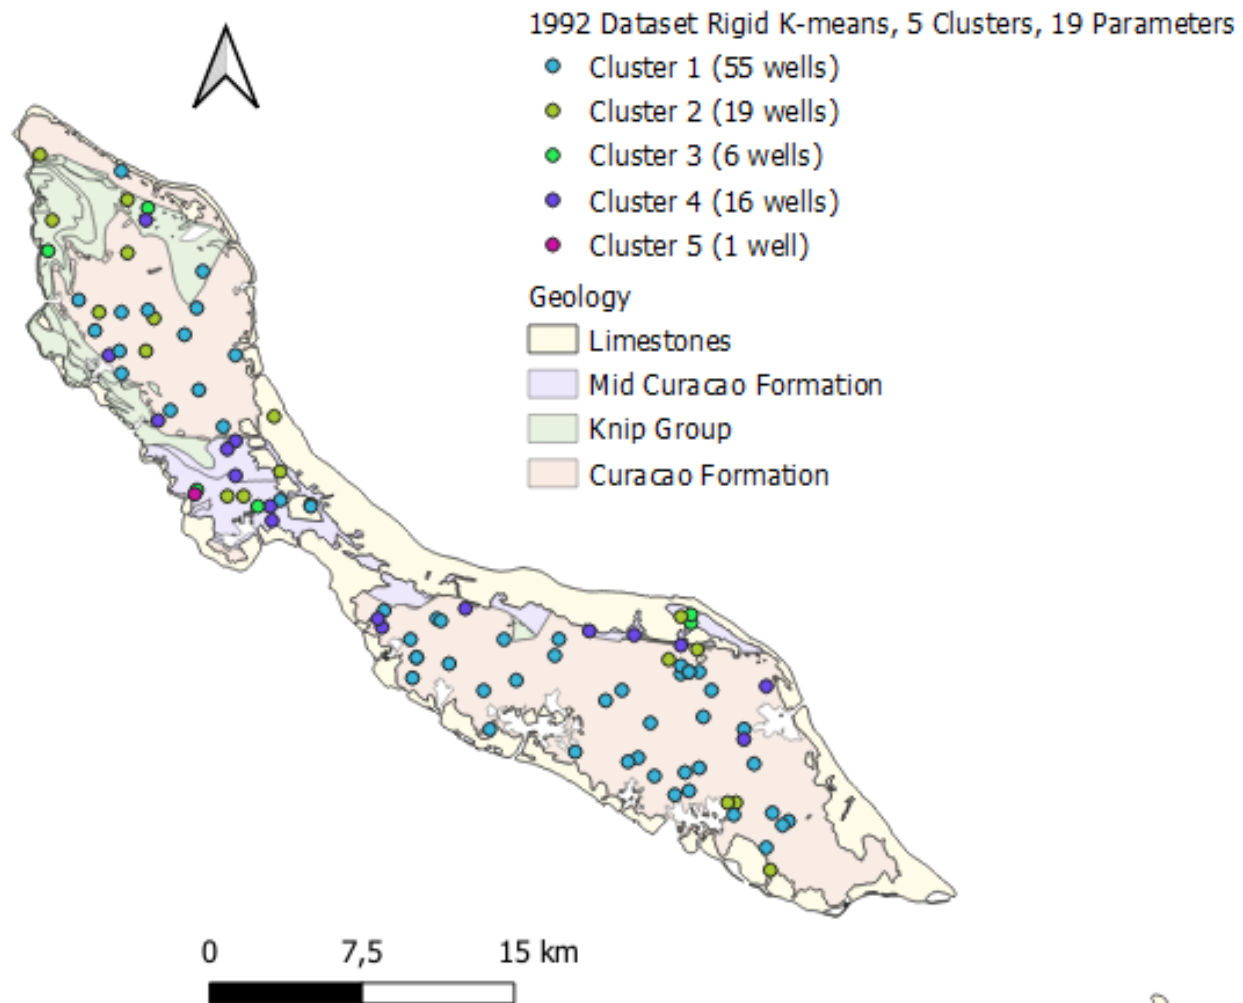 1992 Dataset Rigid K-means, 5 Clusters, 19 Parameters
Cluster 1 (55 wells)
Cluster 2 (19 wells)
Cluster 3 (6 wells)
Cluster 4 (16 wells)
Cluster 5 (1 well)
Geology
Limestones
Mid Curacao Formation
Knip Group
Curacao Formation
0 7,5 15 km